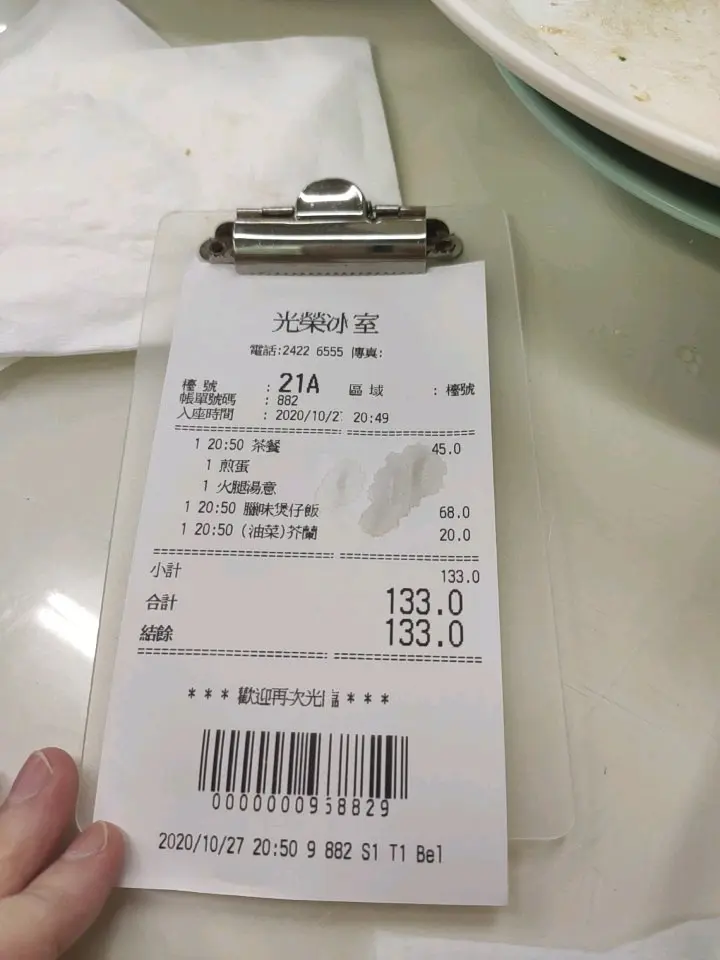 光榮冰室
電話:2422 6555 傳真:
檯號 : 21A 區域 : 檯號
帳單號碼 : 882
入座時間 : 2020/10/2 20:49
1 20:50 茶餐 45.0
1 煎蛋
1 火腿湯意
1 20:50 臘味煲仔飯 68.0
1 20:50 (油菜)芥蘭 20.0
小計 133.0
合計 133.0
結餘 133.0
* * * 歡迎再次光 * * *
0000000958829
2020/10/27 20:50 9 882 S1 T1 Bel